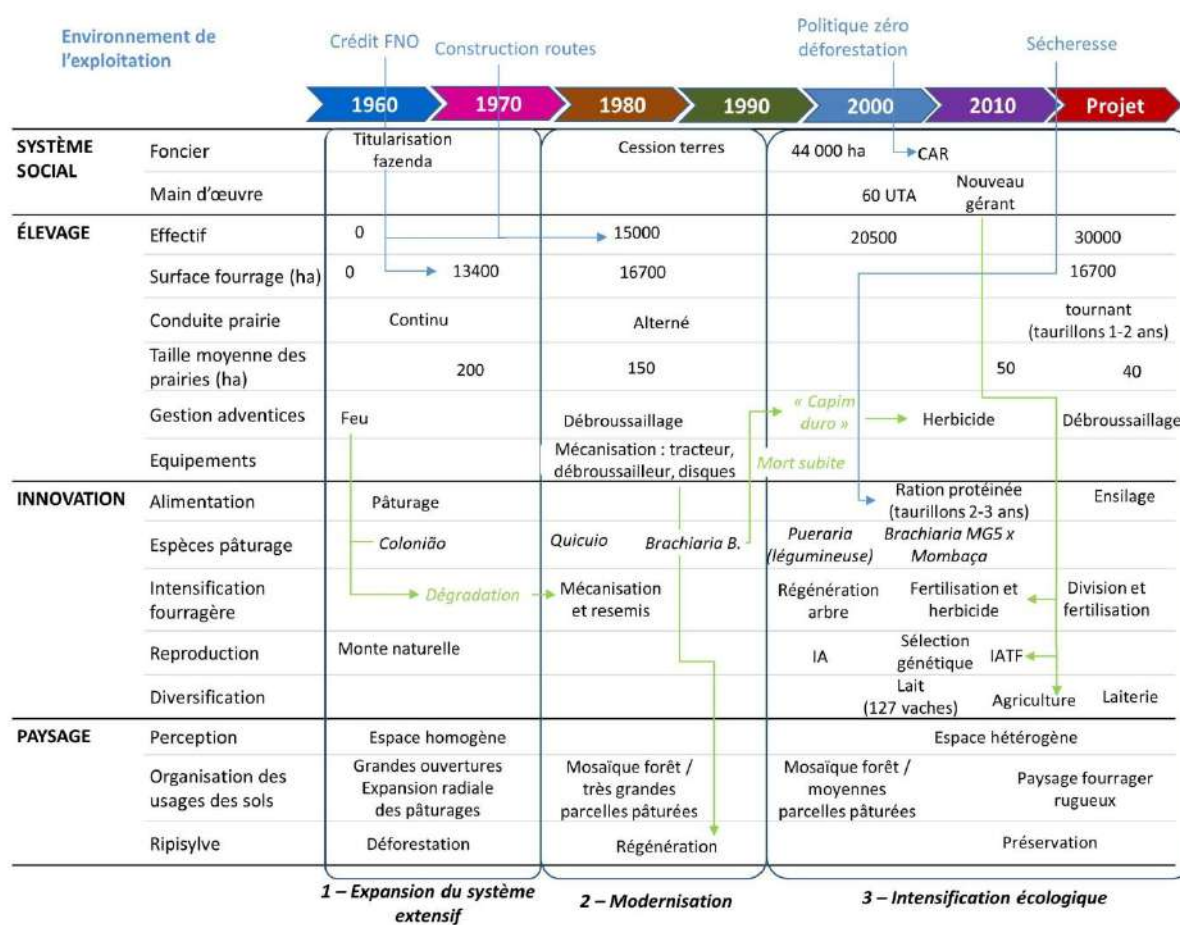 Environnement de
l'exploitation
Crédit FNO
Construction routes
Politique zéro
déforestation
Sécheresse
1960
1970
1980
1990
2000
2010
Projet
SYSTÈME
SOCIAL
Foncier
Titularisation
fazenda
Cession terres
44 000 ha
CAR
Main d'œuvre
60 UTA
Nouveau
gérant
ÉLEVAGE
Effectif
0
15000
20500
30000
Surface fourrage (ha)
0
13400
16700
16700
Conduite prairie
Continu
Alterné
tournant
(taurillons 1-2 ans)
Taille moyenne des
prairies (ha)
200
150
50
40
Gestion adventices
Feu
Débroussaillage
« Capim
duro »
Herbicide
Débroussaillage
Equipements
Mécanisation : tracteur,
débroussailleur, disques
Mort subite
INNOVATION
Alimentation
Pâturage
Ration protéinée
(taurillons 2-3 ans)
Ensilage
Espèces pâturage
Colonião
Quicuio
Brachiaria B.
Pueraria
(légumineuse)
Brachiaria MG5 x
Mombaça
Intensification
fourragère
Dégradation
Mécanisation
et resemis
Régénération
arbre
Fertilisation et
herbicide
Division et
fertilisation
Reproduction
Monte naturelle
IA
Sélection
génétique
IATF
Diversification
Lait
(127 vaches)
Agriculture
Laiterie
PAYSAGE
Perception
Espace homogène
Espace hétérogène
Organisation des
usages des sols
Grandes ouvertures
Expansion radiale
des pâturages
Mosaïque forêt /
très grandes
parcelles pâturées
Mosaïque forêt /
moyennes
parcelles pâturées
Paysage fourrager
rugueux
Ripisylve
Déforestation
Régénération
Préservation
1 – Expansion du système
extensif
2 – Modernisation
3 – Intensification écologique